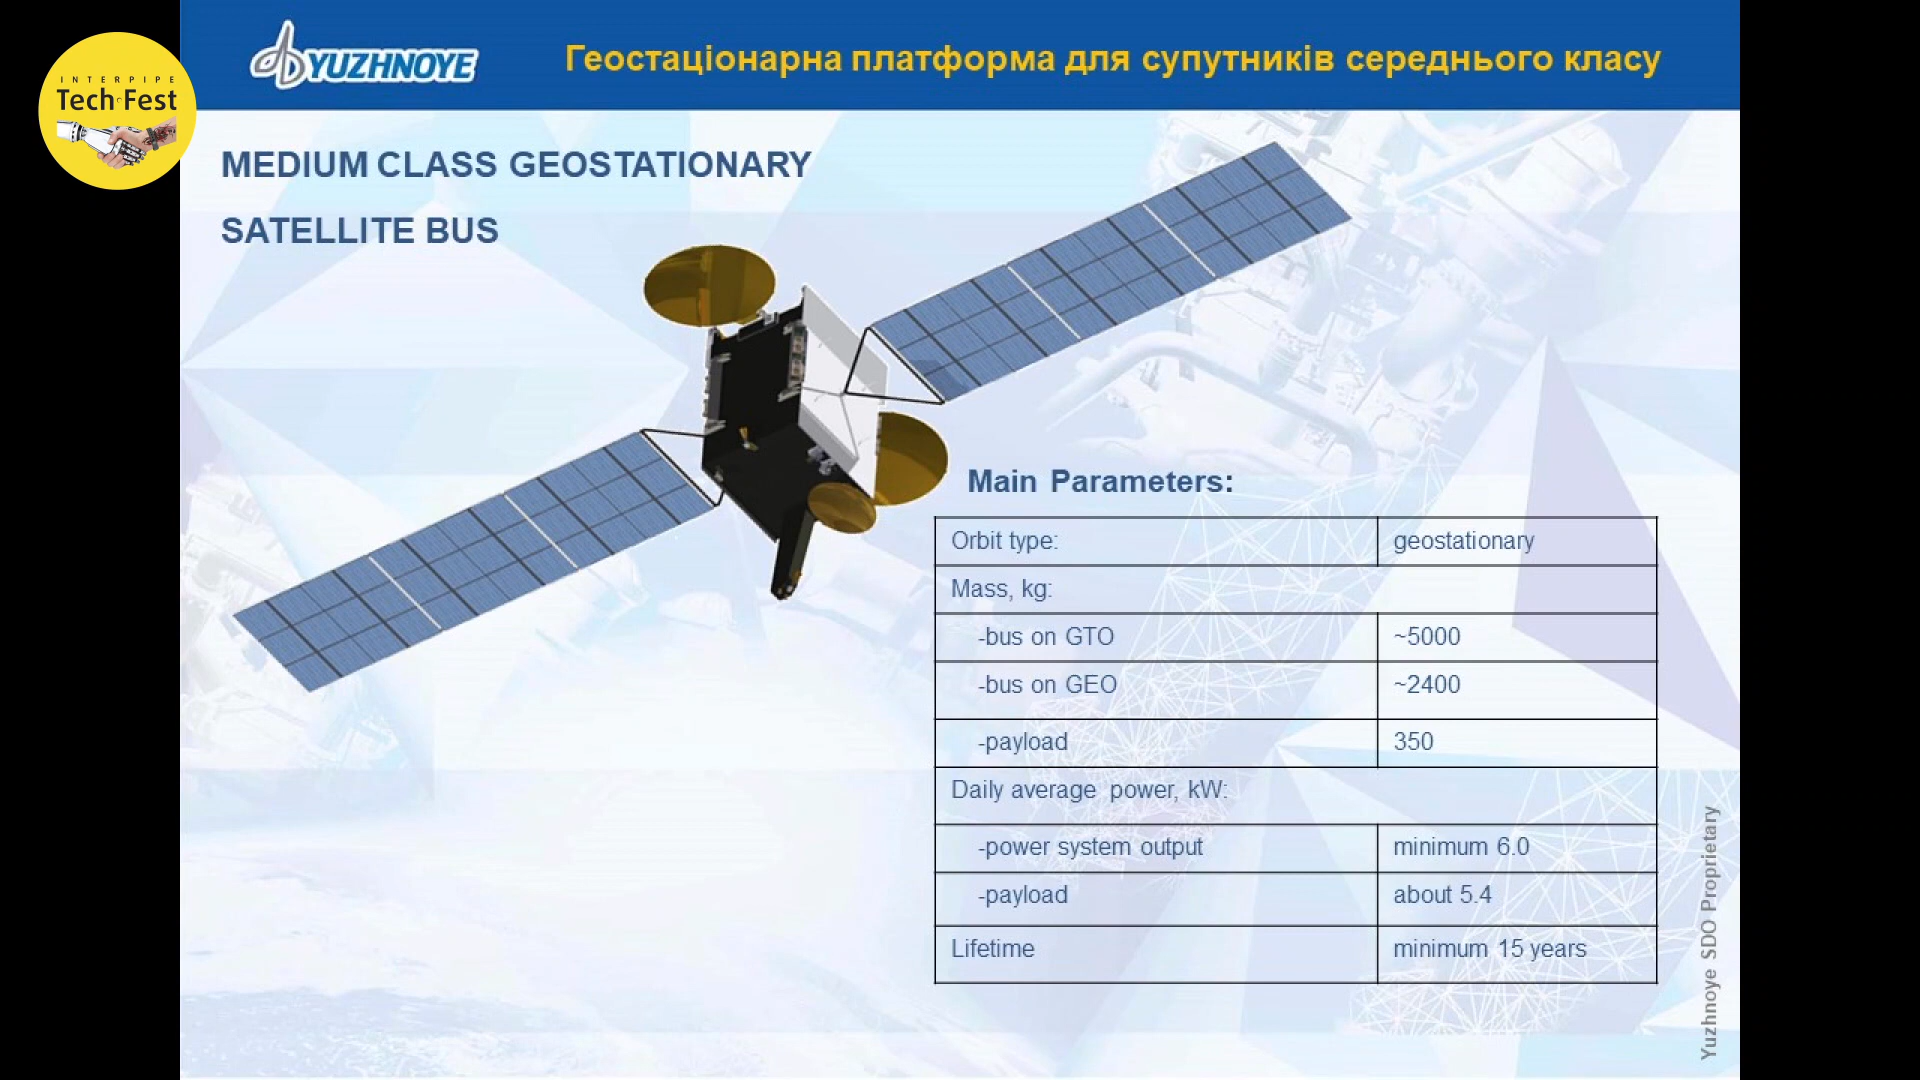 INTERPIPE
Tech Fest
YUZHNOYE
Геостаціонарна платформа для супутників середнього класу
MEDIUM CLASS GEOSTATIONARY
SATELLITE BUS
Main Parameters:
Orbit type: geostationary
Mass, kg:
-bus on GTO ~5000
-bus on GEO ~2400
-payload 350
Daily average power, kW:
-power system output minimum 6.0
-payload about 5.4
Lifetime minimum 15 years
Yuzhnoye SDO Proprietary